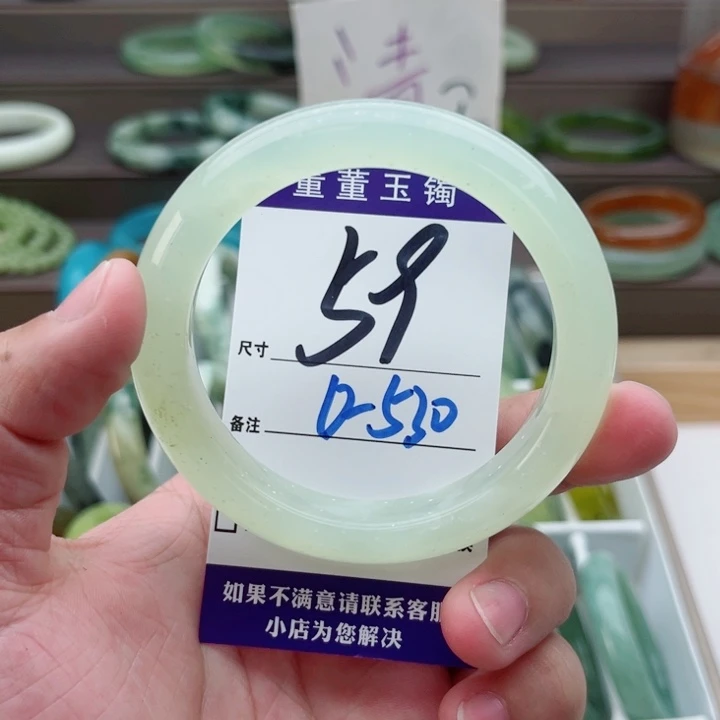 董董玉镯
尺寸 59
备注 D-530
如果不满意请联系客服
小店为您解决